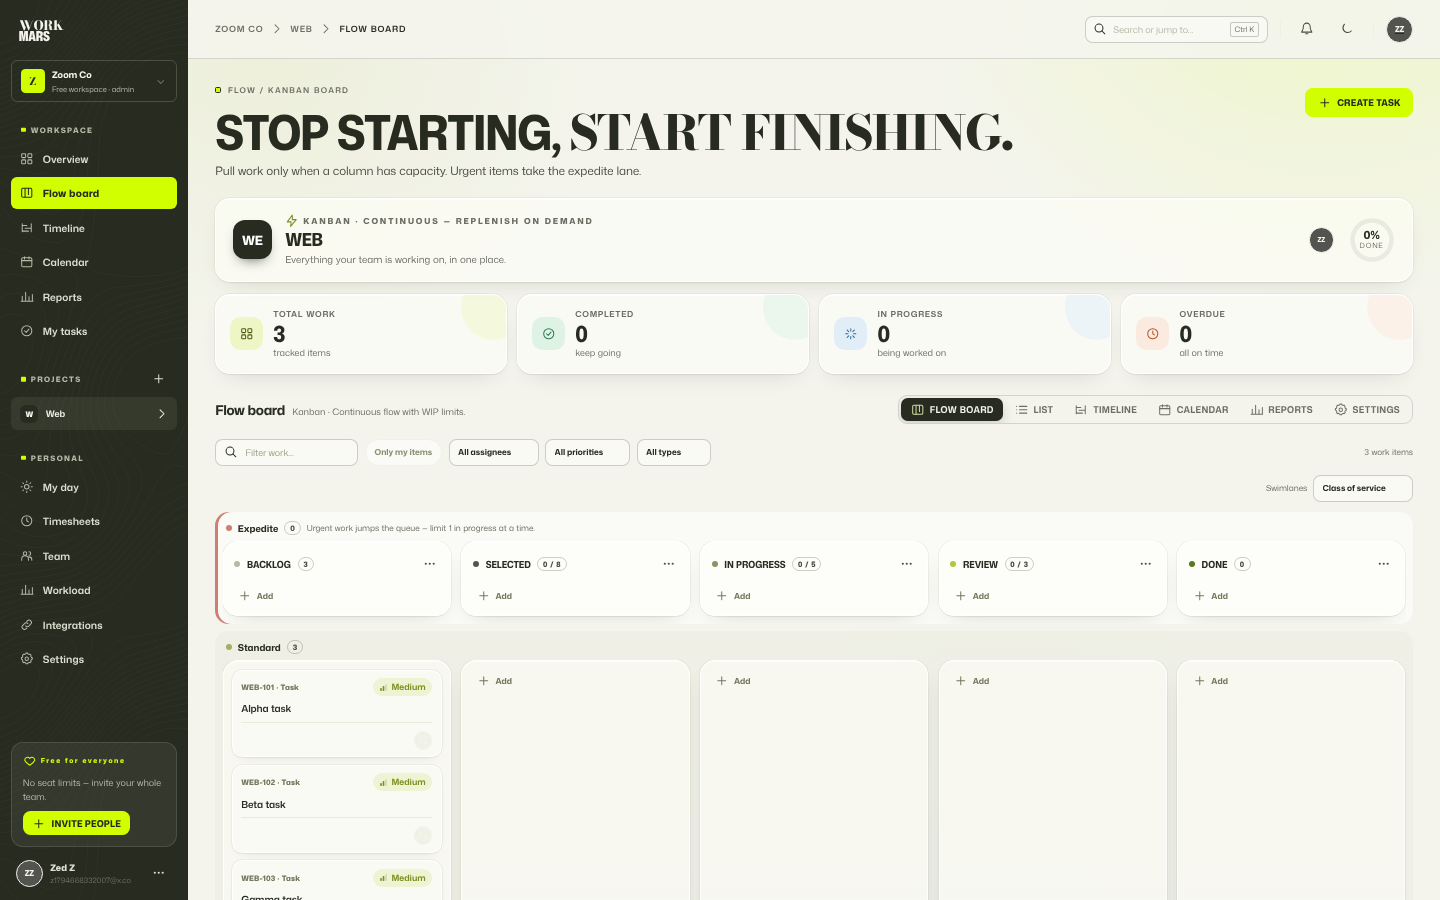 WORK
MARS
Z
Zoom Co
Free workspace · admin
WORKSPACE
Overview
Flow board
Timeline
Calendar
Reports
My tasks
PROJECTS
W Web
PERSONAL
My day
Timesheets
Team
Workload
Integrations
Settings
Free for everyone
No seat limits — invite your whole
team.
INVITE PEOPLE
ZZ
Zed Z
z1794668332007@x.co
ZOOM CO WEB FLOW BOARD
Search or jump to... Ctrl K
ZZ
FLOW / KANBAN BOARD
STOP STARTING, START FINISHING.
Pull work only when a column has capacity. Urgent items take the expedite lane.
CREATE TASK
WE
KANBAN · CONTINUOUS — REPLENISH ON DEMAND
WEB
Everything your team is working on, in one place.
ZZ
0%
DONE
TOTAL WORK
3
tracked items
COMPLETED
0
keep going
IN PROGRESS
0
being worked on
OVERDUE
0
all on time
Flow board Kanban · Continuous flow with WIP limits.
FLOW BOARD LIST TIMELINE CALENDAR REPORTS SETTINGS
Filter work... Only my items All assignees All priorities All types
3 work items
Swimlanes Class of service
Expedite 0 Urgent work jumps the queue — limit 1 in progress at a time.
BACKLOG 3
Add
SELECTED 0 / 8
Add
IN PROGRESS 0 / 5
Add
REVIEW 0 / 3
Add
DONE 0
Add
Standard 3
WEB-101 · Task Medium
Alpha task
WEB-102 · Task Medium
Beta task
WEB-103 · Task Medium
Gamma task
Add
Add
Add
Add